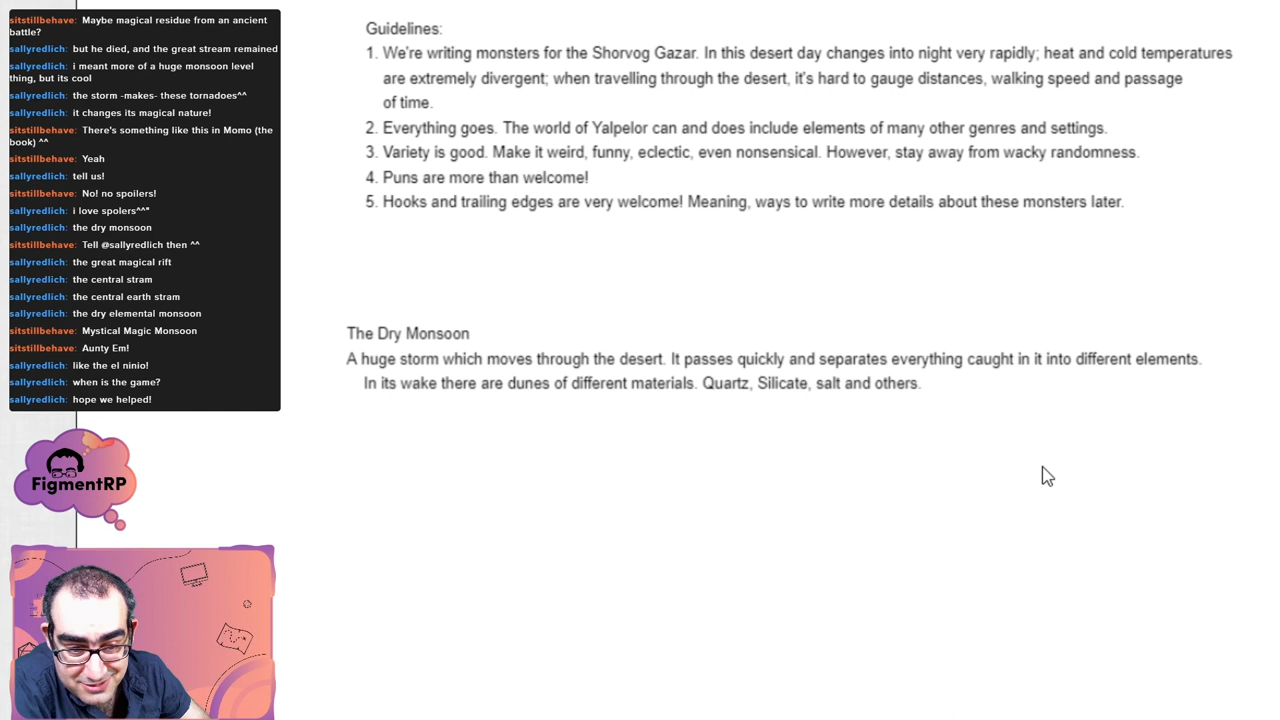 sitstillbehave: Maybe magical residue from an ancient
battle?
sallyredlich: but he died, and the great stream remained
sallyredlich: i meant more of a huge monsoon level
thing, but its cool
sallyredlich: the storm -makes- these tornadoes^^
sallyredlich: it changes its magical nature!
sitstillbehave: There's something like this in Momo (the
book) ^^
sitstillbehave: Yeah
sallyredlich: tell us!
sitstillbehave: No! no spoilers!
sallyredlich: i love spolers^^"
sallyredlich: the dry monsoon
sitstillbehave: Tell @sallyredlich then ^^
sallyredlich: the great magical rift
sallyredlich: the central stram
sallyredlich: the central earth stram
sallyredlich: the dry elemental monsoon
sitstillbehave: Mystical Magic Monsoon
sitstillbehave: Aunty Em!
sallyredlich: like the el ninio!
sallyredlich: when is the game?
sallyredlich: hope we helped!
FigmentRP
Guidelines:
1. We're writing monsters for the Shorvog Gazar. In this desert day changes into night very rapidly; heat and cold temperatures
are extremely divergent; when travelling through the desert, it's hard to gauge distances, walking speed and passage
of time.
2. Everything goes. The world of Yalpelor can and does include elements of many other genres and settings.
3. Variety is good. Make it weird, funny, eclectic, even nonsensical. However, stay away from wacky randomness.
4. Puns are more than welcome!
5. Hooks and trailing edges are very welcome! Meaning, ways to write more details about these monsters later.
The Dry Monsoon
A huge storm which moves through the desert. It passes quickly and separates everything caught in it into different elements.
In its wake there are dunes of different materials. Quartz, Silicate, salt and others.